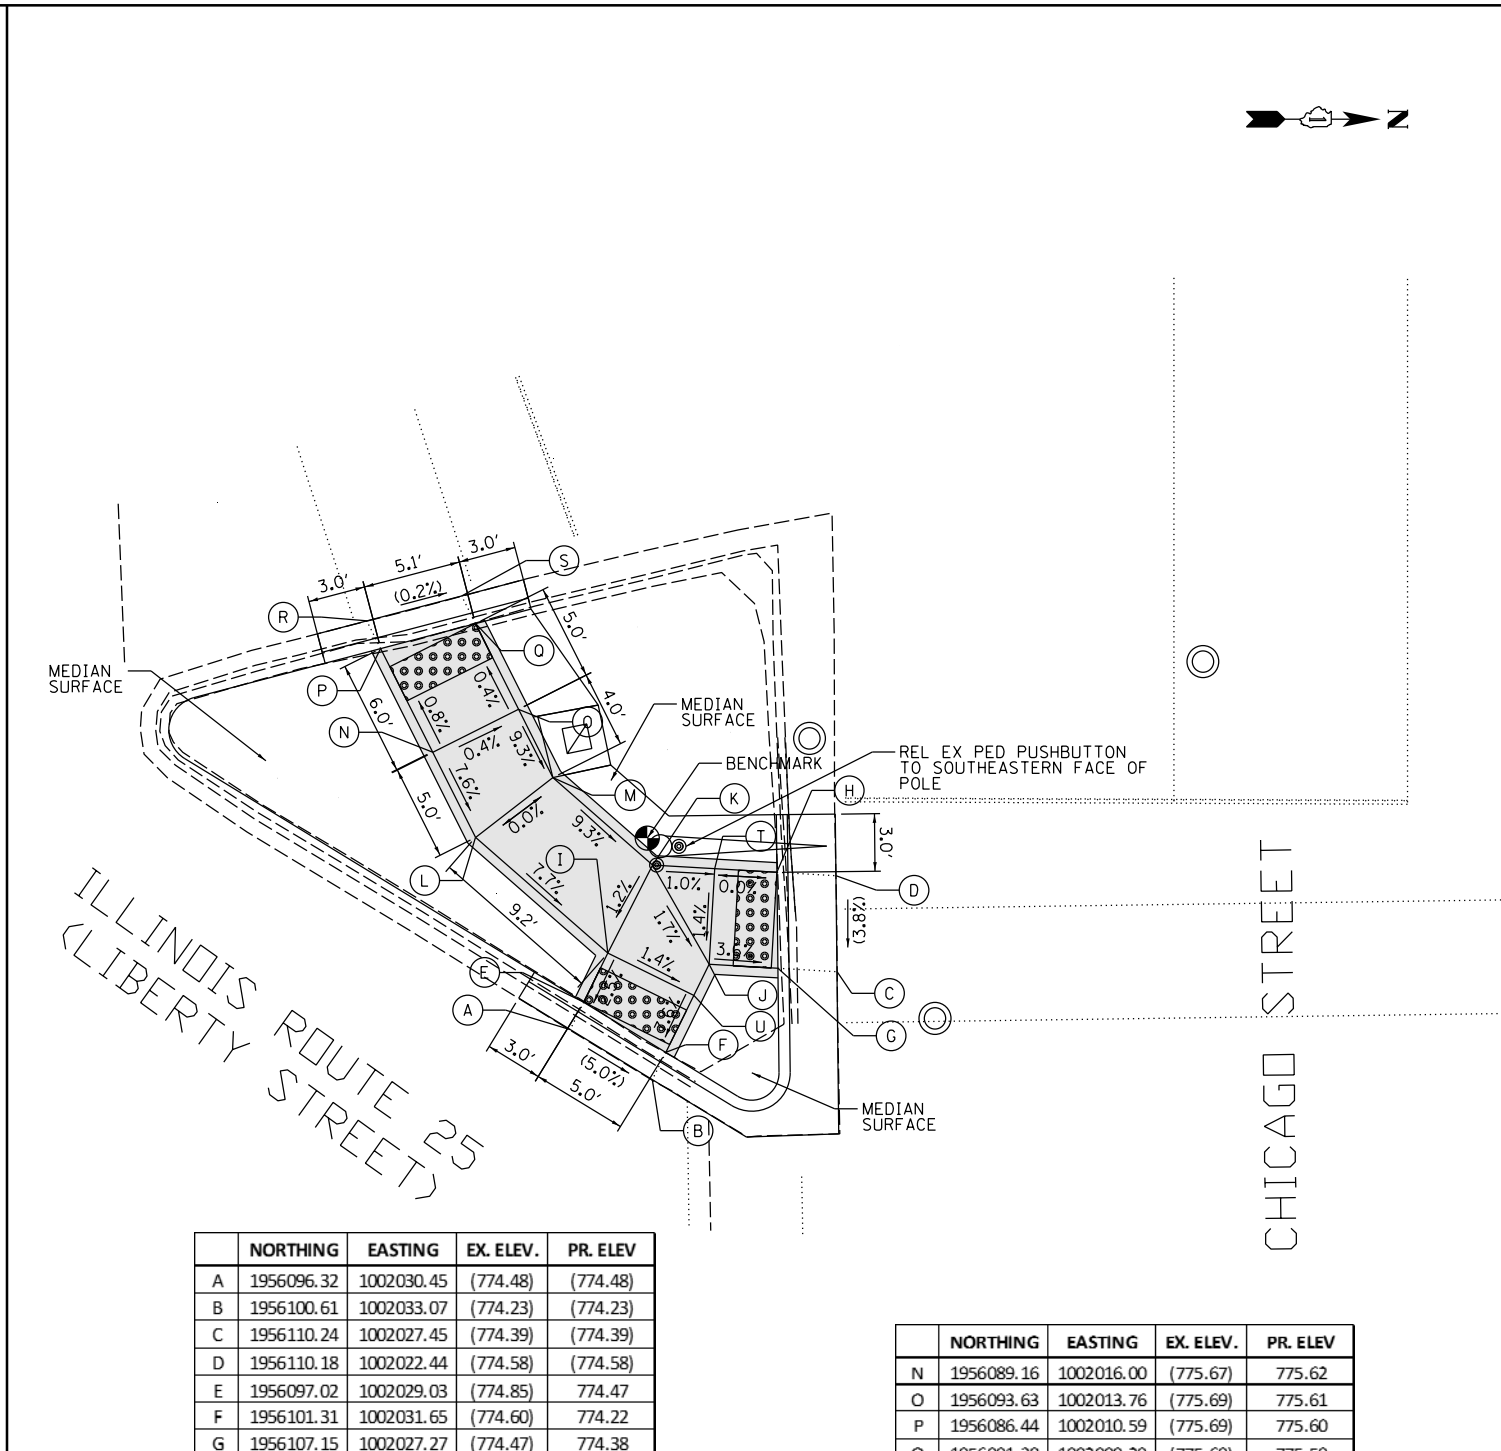 N
3.0'
5.1'
3.0'
(0.2%)
S
R
5.0'
Q
MEDIAN
SURFACE
P
6.0'
0.8%
0.4%
4.0'
MEDIAN
SURFACE
N
O
0.4%
9.3%
7.6%
BENCHMARK
REL EX PED PUSHBUTTON
TO SOUTHEASTERN FACE OF
POLE
5.0'
M
K
H
0.0%
9.3%
T
3.0'
I
L
7.7%
1.2%
1.0%
0.0%
D
9.2'
1.7%
1.4%
(3.8%)
1.4%
E
J
C
A
U
G
F
3.0'
(5.0%)
5.0'
B
MEDIAN
SURFACE
ILLINOIS ROUTE 25
(LIBERTY STREET)
CHICAGO STREET
NORTHING EASTING EX. ELEV. PR. ELEV
A 1956096.32 1002030.45 (774.48) (774.48)
B 1956100.61 1002033.07 (774.23) (774.23)
C 1956110.24 1002027.45 (774.39) (774.39)
D 1956110.18 1002022.44 (774.58) (774.58)
E 1956097.02 1002029.03 (774.85) 774.47
F 1956101.31 1002031.65 (774.60) 774.22
G 1956107.15 1002027.27 (774.47) 774.38
NORTHING EASTING EX. ELEV. PR. ELEV
N 1956089.16 1002016.00 (775.67) 775.62
O 1956093.63 1002013.76 (775.69) 775.61
P 1956086.44 1002010.59 (775.69) 775.60